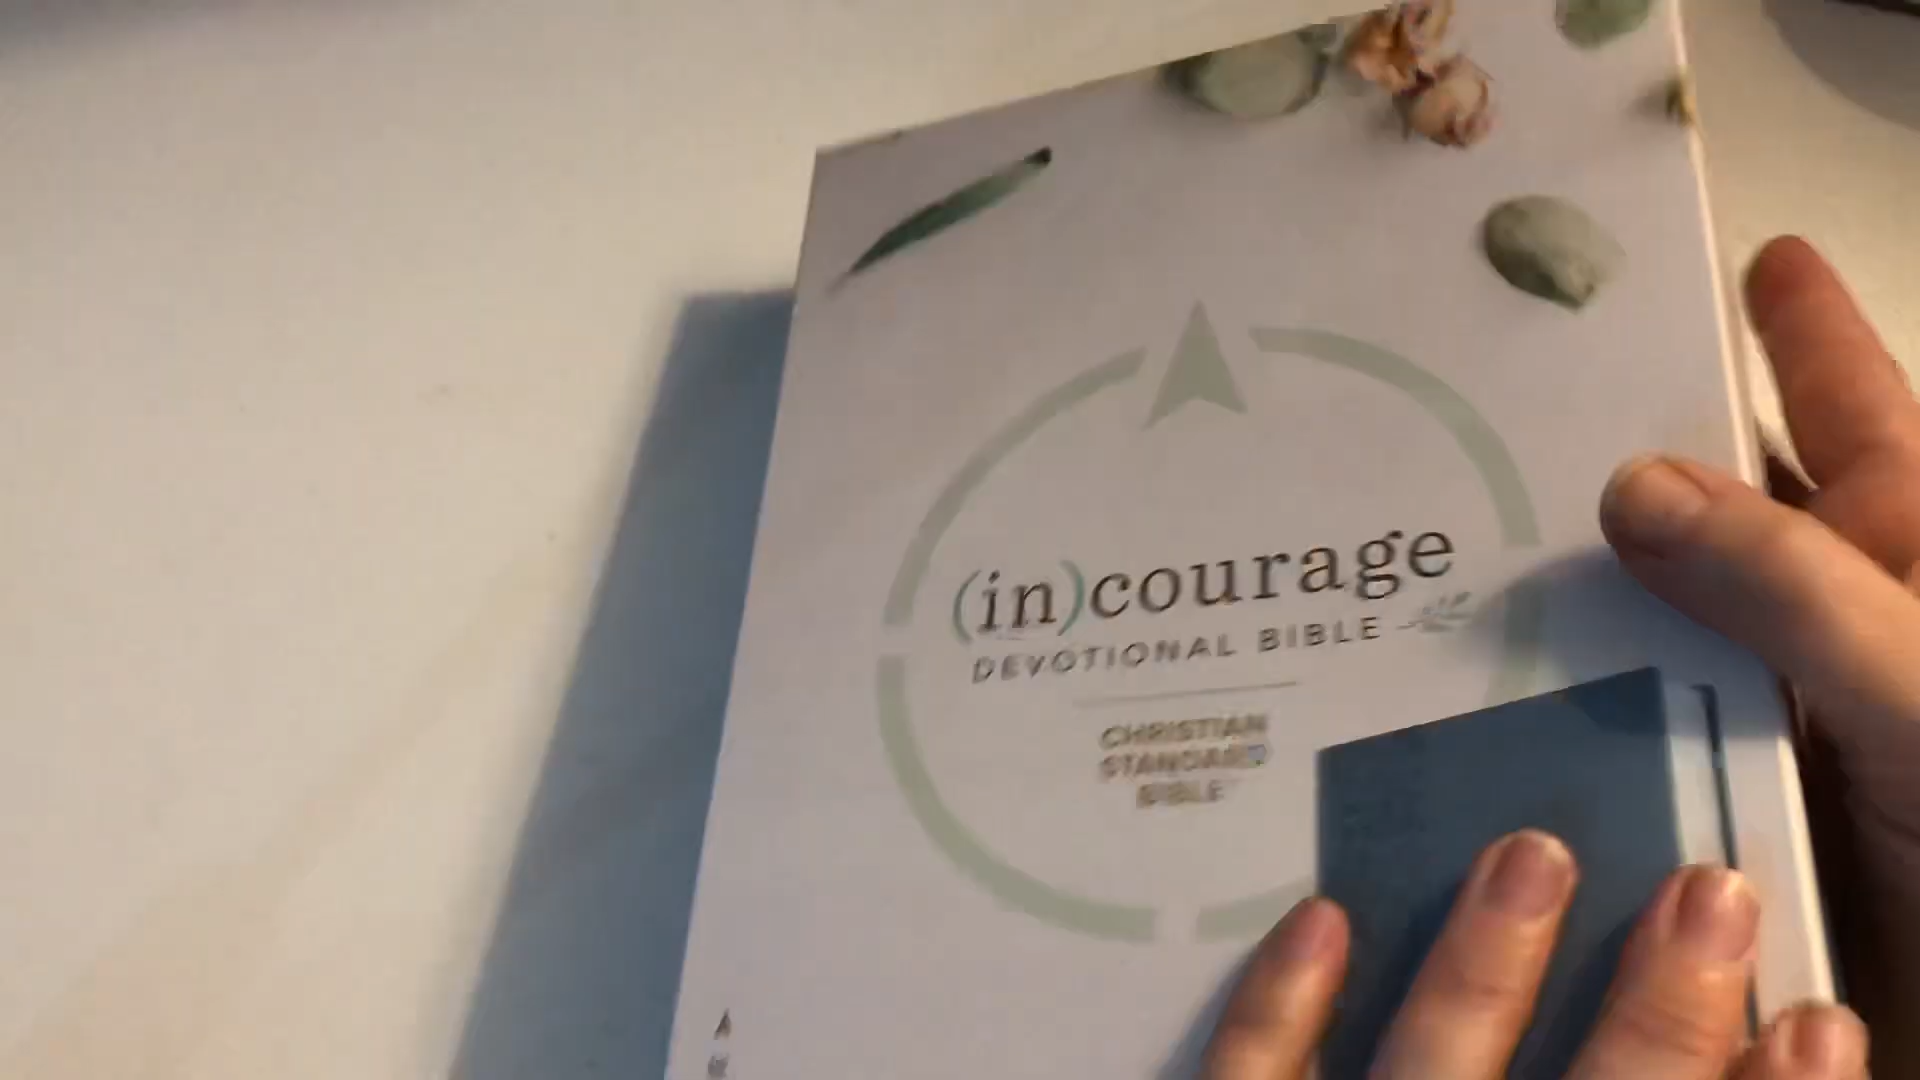 (in)courage
DEVOTIONAL BIBLE
CHRISTIAN
STANDARD
BIBLE
A